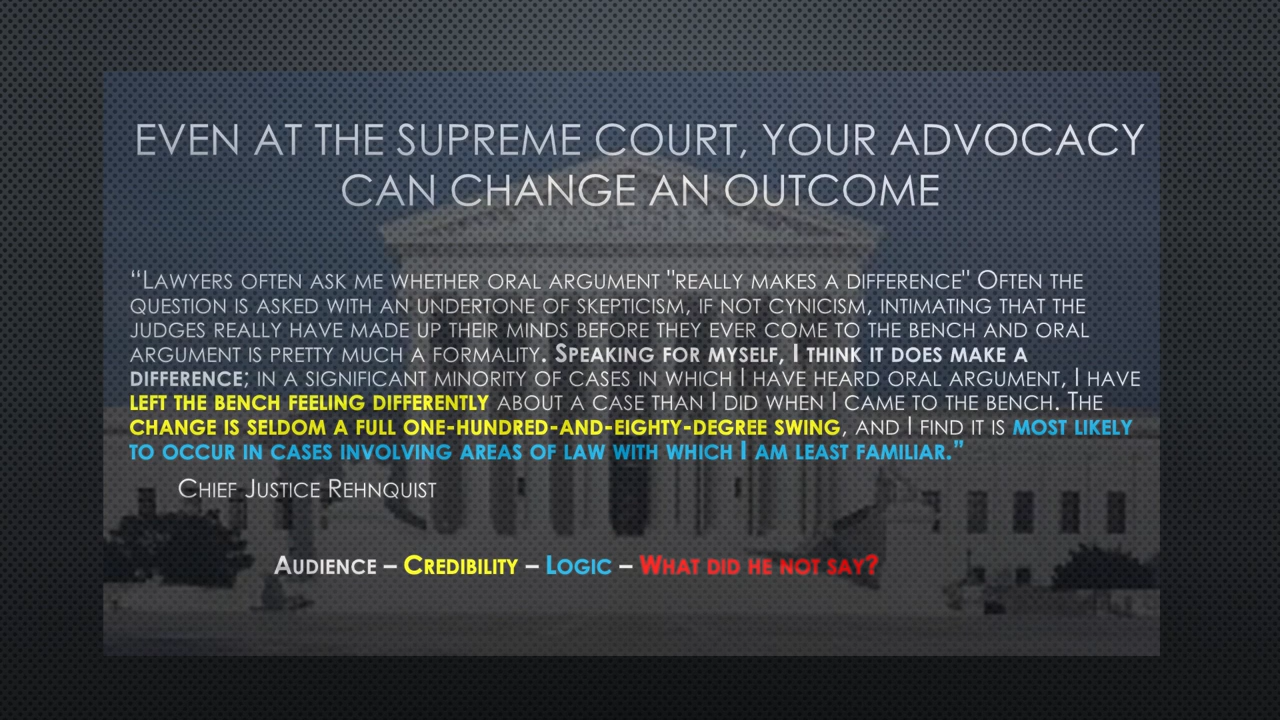 EVEN AT THE SUPREME COURT, YOUR ADVOCACY
CAN CHANGE AN OUTCOME
“LAWYERS OFTEN ASK ME WHETHER ORAL ARGUMENT "REALLY MAKES A DIFFERENCE" OFTEN THE
QUESTION IS ASKED WITH AN UNDERTONE OF SKEPTICISM, IF NOT CYNICISM, INTIMATING THAT THE
JUDGES REALLY HAVE MADE UP THEIR MINDS BEFORE THEY EVER COME TO THE BENCH AND ORAL
ARGUMENT IS PRETTY MUCH A FORMALITY. SPEAKING FOR MYSELF, I THINK IT DOES MAKE A
DIFFERENCE; IN A SIGNIFICANT MINORITY OF CASES IN WHICH I HAVE HEARD ORAL ARGUMENT, I HAVE
LEFT THE BENCH FEELING DIFFERENTLY ABOUT A CASE THAN I DID WHEN I CAME TO THE BENCH. THE
CHANGE IS SELDOM A FULL ONE-HUNDRED-AND-EIGHTY-DEGREE SWING, AND I FIND IT IS MOST LIKELY
TO OCCUR IN CASES INVOLVING AREAS OF LAW WITH WHICH I AM LEAST FAMILIAR.”
CHIEF JUSTICE REHNQUIST
AUDIENCE – CREDIBILITY – LOGIC – WHAT DID HE NOT SAY?